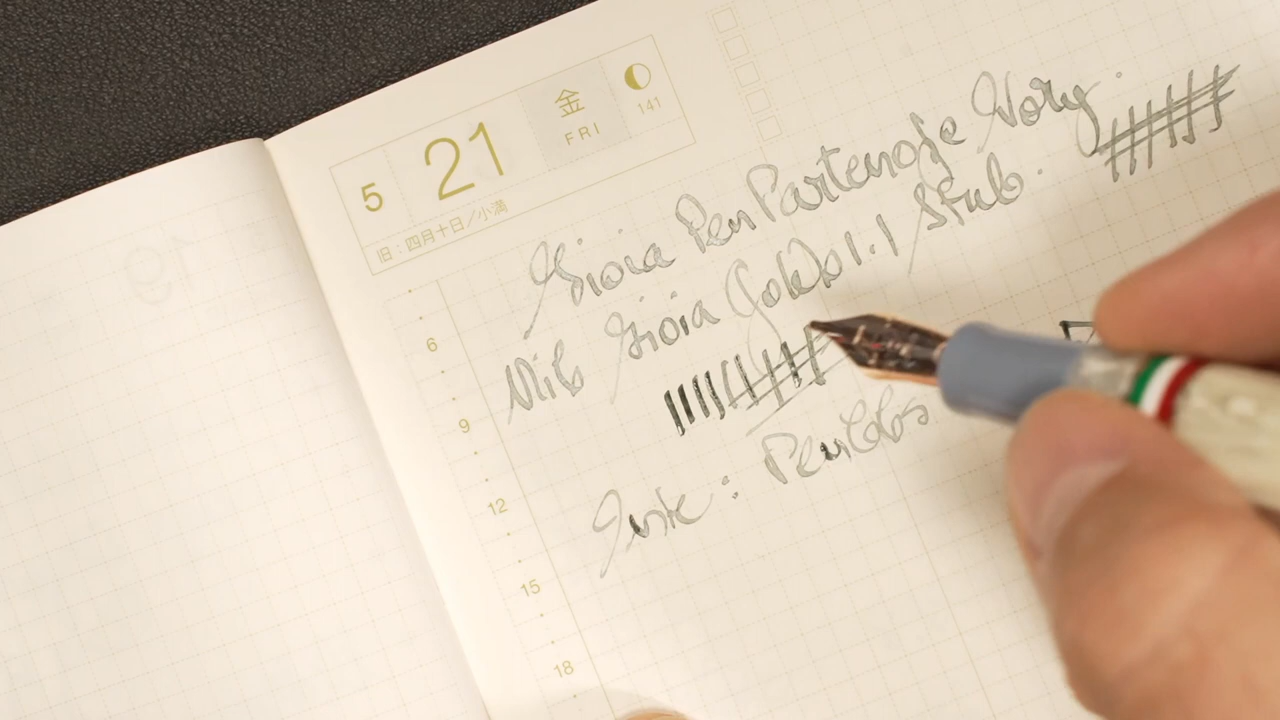 5 21 金 FRI 141
旧：四月十日／小満
Gioia Pen Partenope Ivory.
Nib Gioia Gold 1.1 Stub.
Ink:
6
9
12
15
18
19